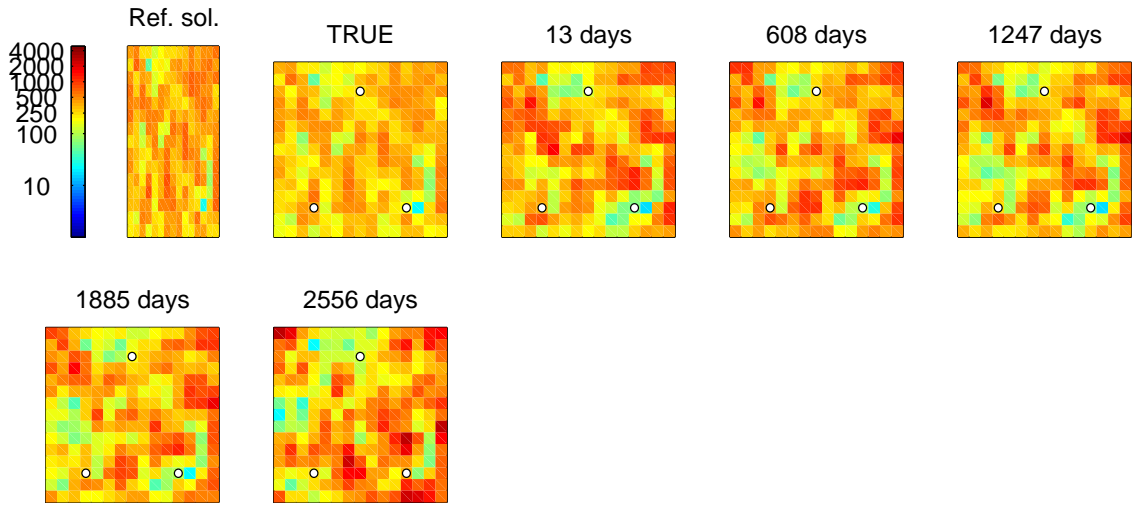 Ref. sol.
TRUE
13 days
608 days
1247 days
4000
2000
1000
500
250
100
10
1885 days
2556 days